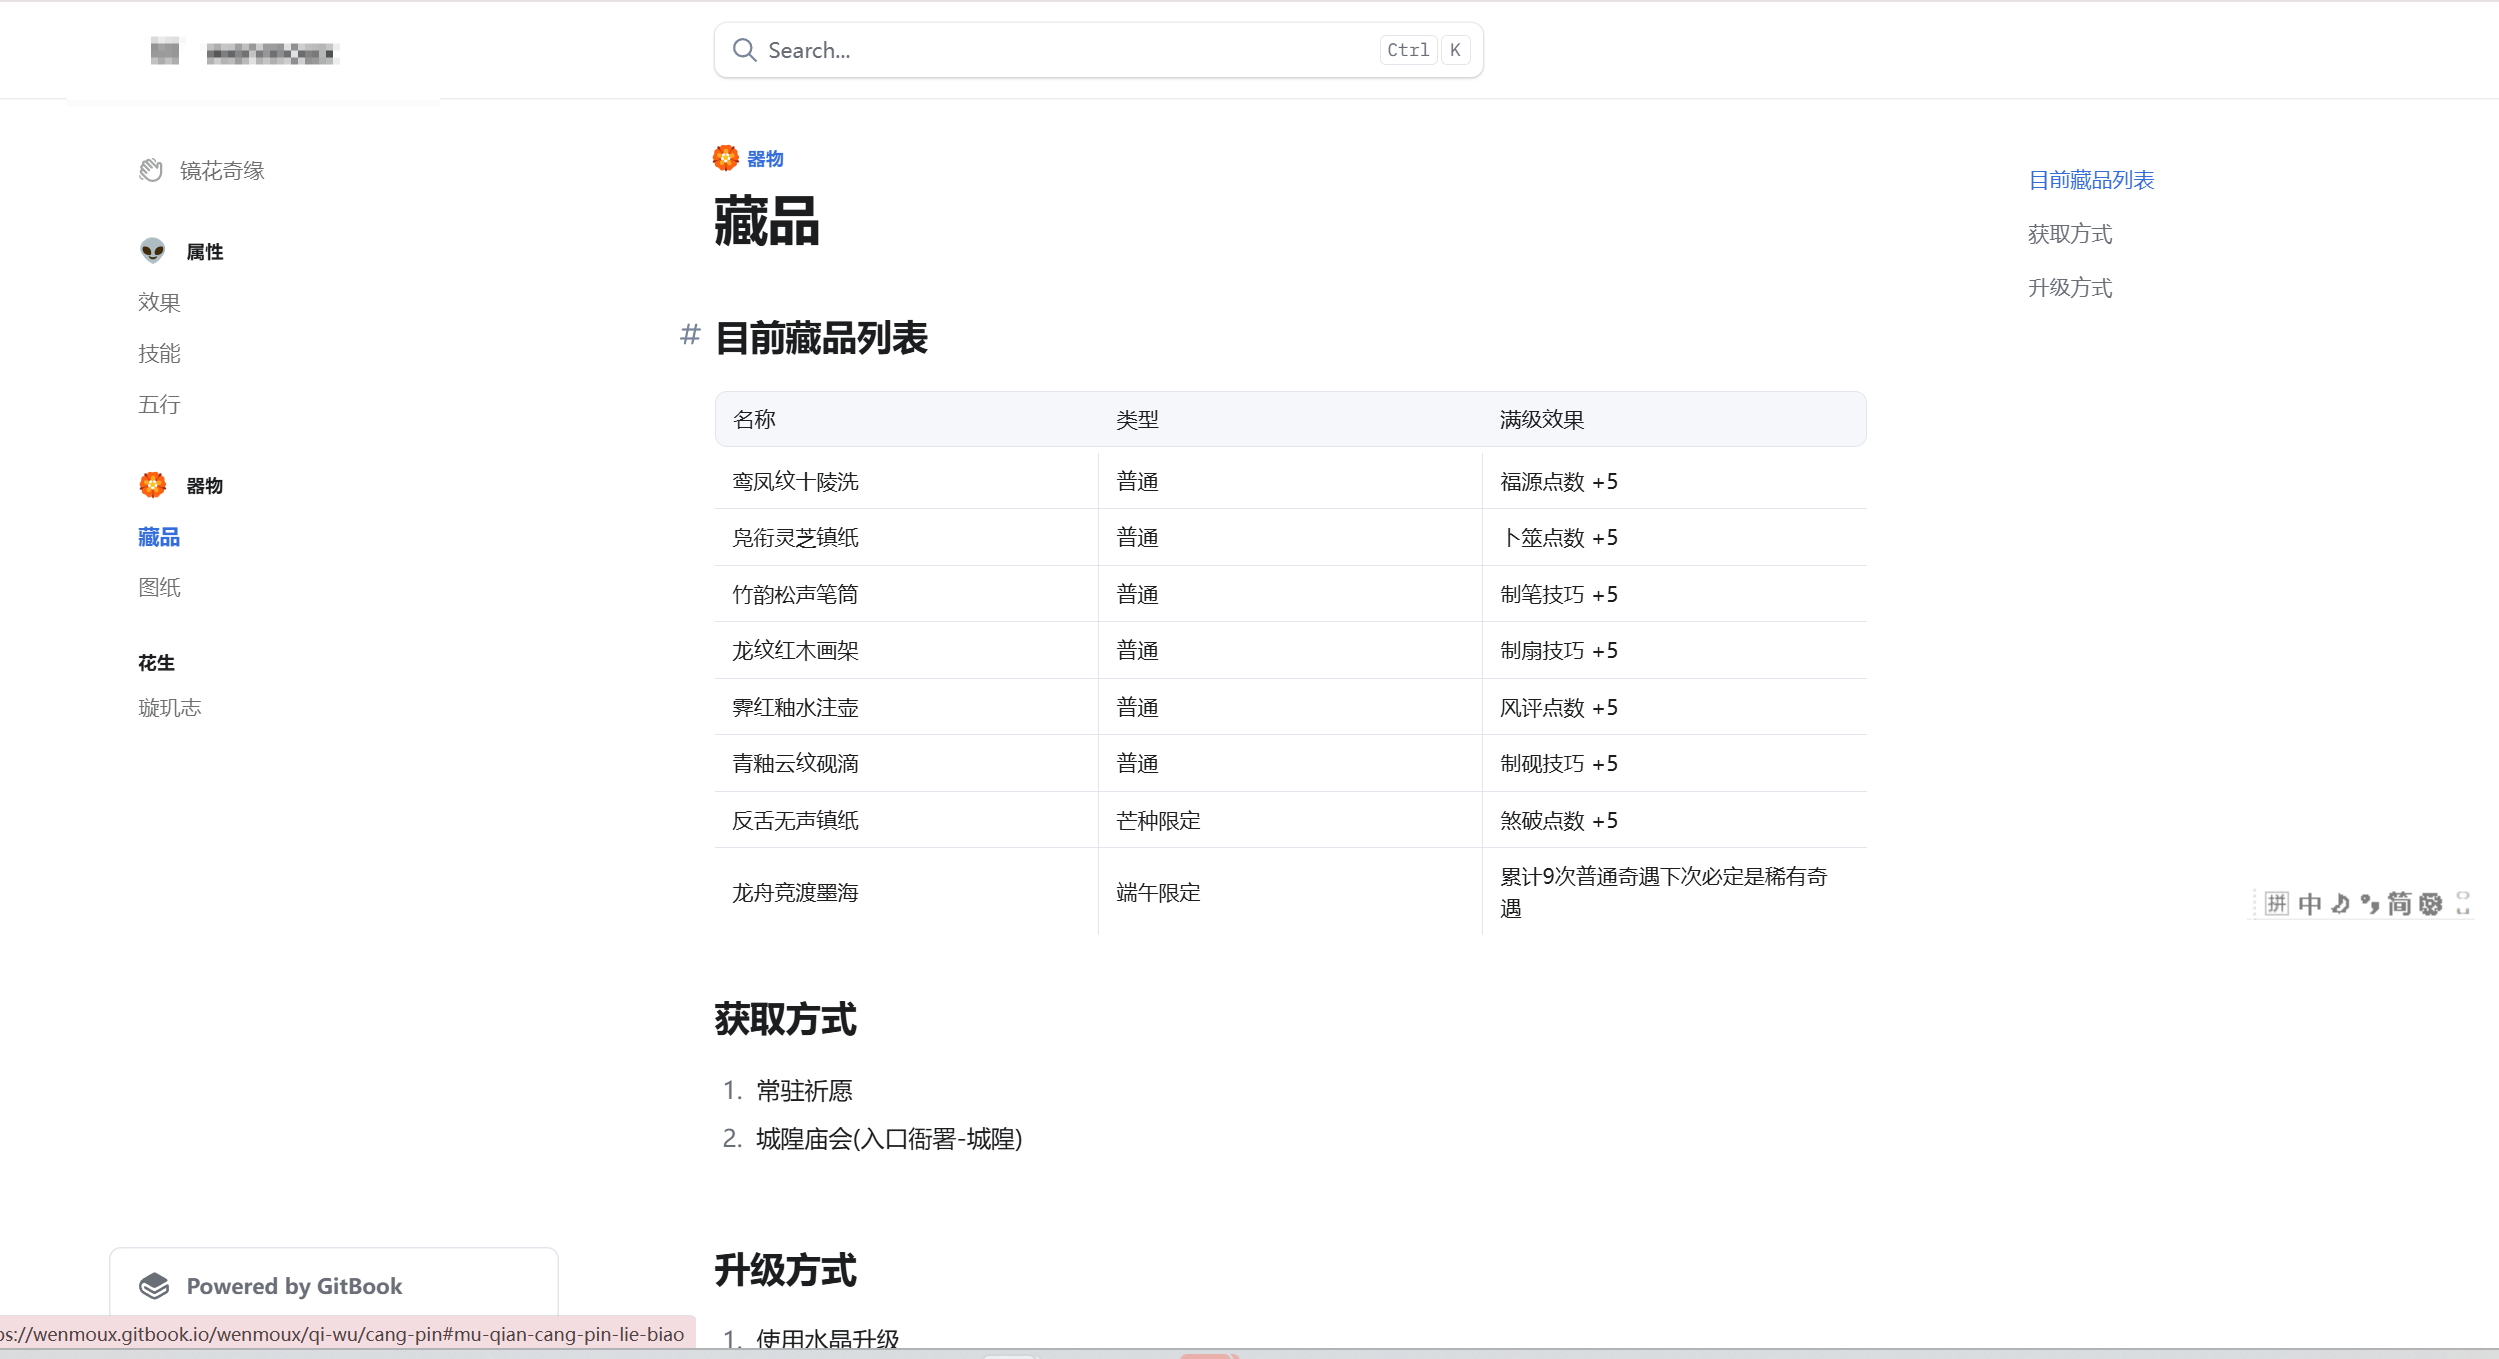 Search...
Ctrl K
镜花奇缘
属性
效果
技能
五行
器物
藏品
图纸
花生
璇玑志
Powered by GitBook
ps://wenmoux.gitbook.io/wenmoux/qi-wu/cang-pin#mu-qian-cang-pin-lie-biao
器物
藏品
# 目前藏品列表
名称 类型 满级效果
鸾凤纹十陵洗 普通 福源点数 +5
凫衔灵芝镇纸 普通 卜筮点数 +5
竹韵松声笔筒 普通 制笔技巧 +5
龙纹红木画架 普通 制扇技巧 +5
霁红釉水注壶 普通 风评点数 +5
青釉云纹砚滴 普通 制砚技巧 +5
反舌无声镇纸 芒种限定 煞破点数 +5
龙舟竞渡墨海 端午限定 累计9次普通奇遇下次必定是稀有奇
遇
获取方式
1. 常驻祈愿
2. 城隍庙会(入口衙署-城隍)
升级方式
1. 使用水晶升级
目前藏品列表
获取方式
升级方式
拼 中 简